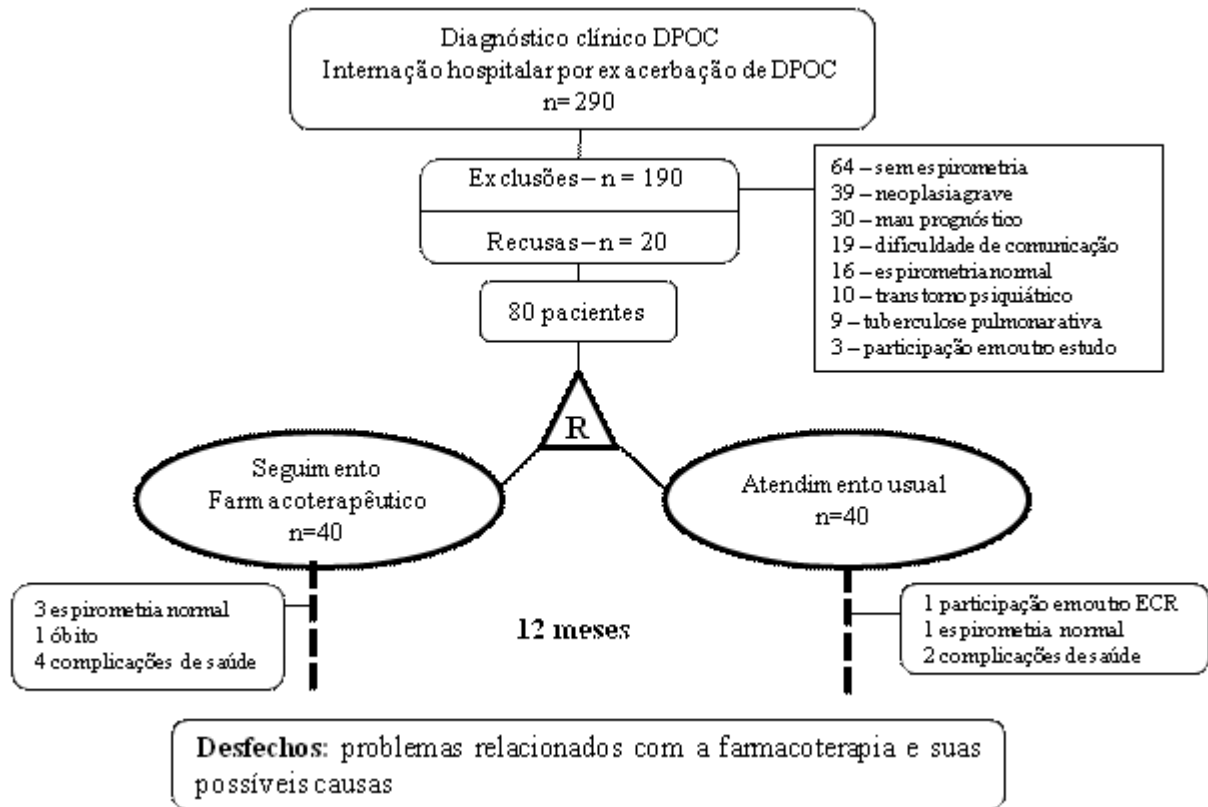 Diagnóstico clínico DPOC
Internação hospitalar por exacerbação de DPOC
n= 290
Exclusões – n = 190
Recusas – n = 20
64 – sem espirometria
39 – neoplasia grave
30 – mau prognóstico
19 – dificuldade de comunicação
16 – espirometria normal
10 – transtorno psiquiátrico
9 – tuberculose pulmonar ativa
3 – participação em outro estudo
80 pacientes
R
Seguimento
Farmacoterapêutico
n=40
Atendimento usual
n=40
3 espirometria normal
1 óbito
4 complicações de saúde
12 meses
1 participação em outro ECR
1 espirometria normal
2 complicações de saúde
Desfechos: problemas relacionados com a farmacoterapia e suas
possíveis causas